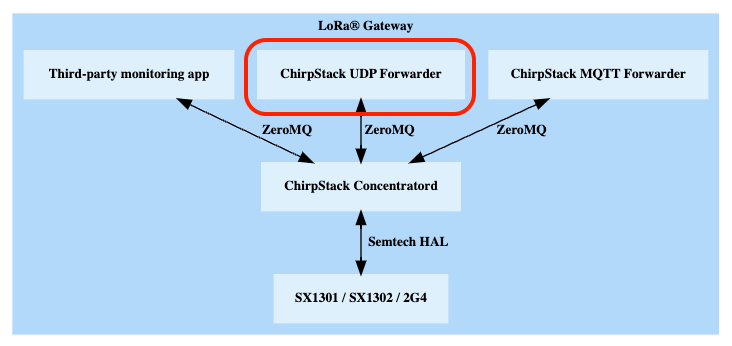 LoRa® Gateway
Third-party monitoring app
ChirpStack UDP Forwarder
ChirpStack MQTT Forwarder
ZeroMQ
ZeroMQ
ZeroMQ
ChirpStack Concentratord
Semtech HAL
SX1301 / SX1302 / 2G4